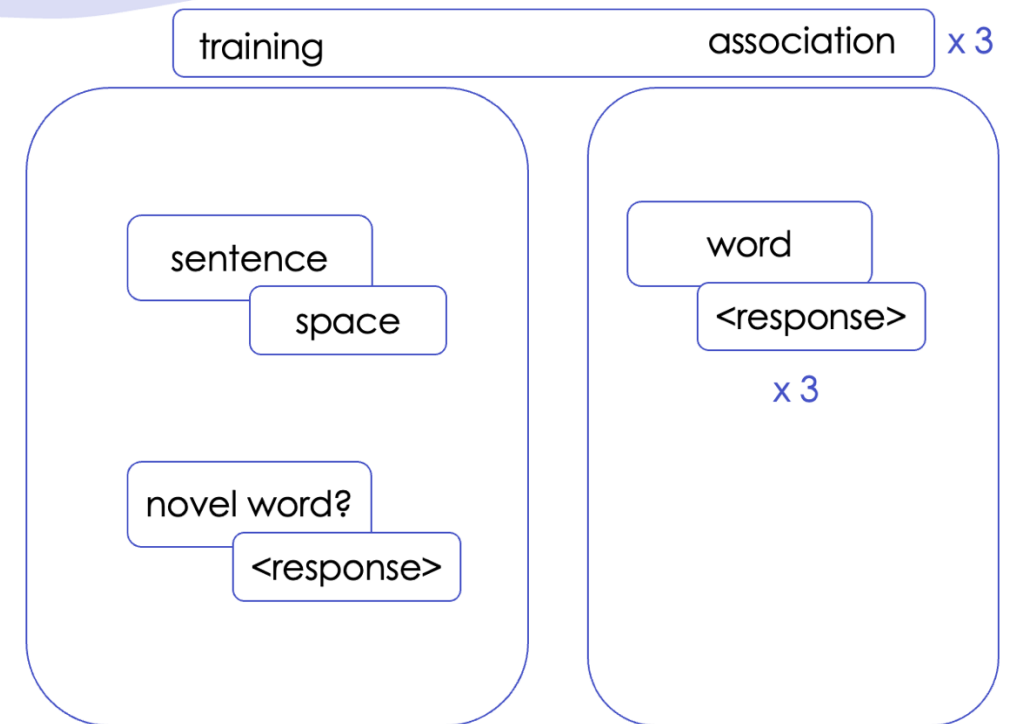 training association x 3
sentence
space
novel word?
<response>
word
<response>
x 3